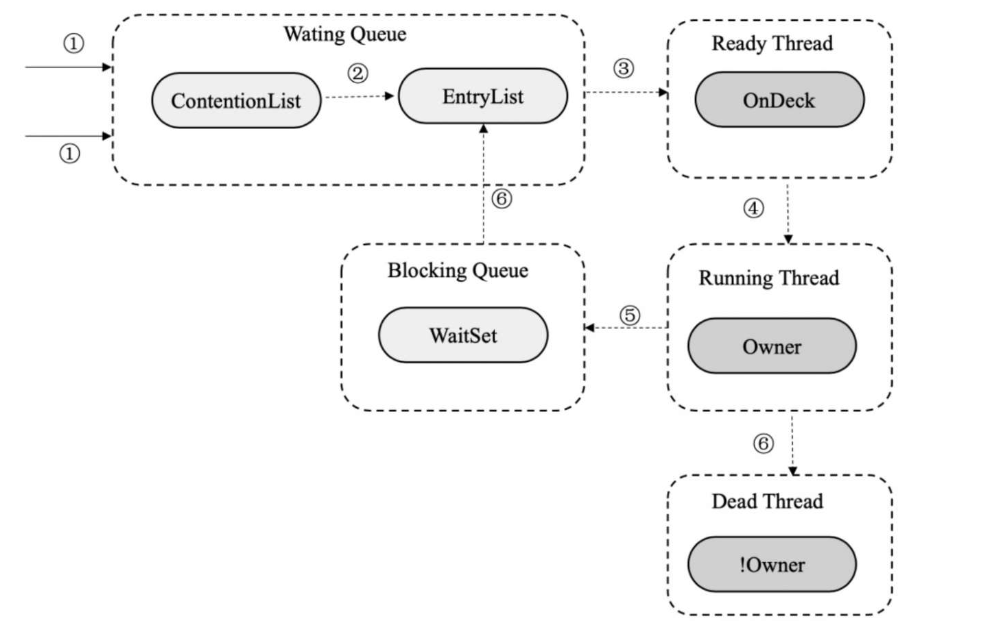 ①
Wating Queue
Ready Thread
ContentionList
②
EntryList
③
OnDeck
①
⑥
④
Blocking Queue
Running Thread
WaitSet
⑤
Owner
⑥
Dead Thread
!Owner